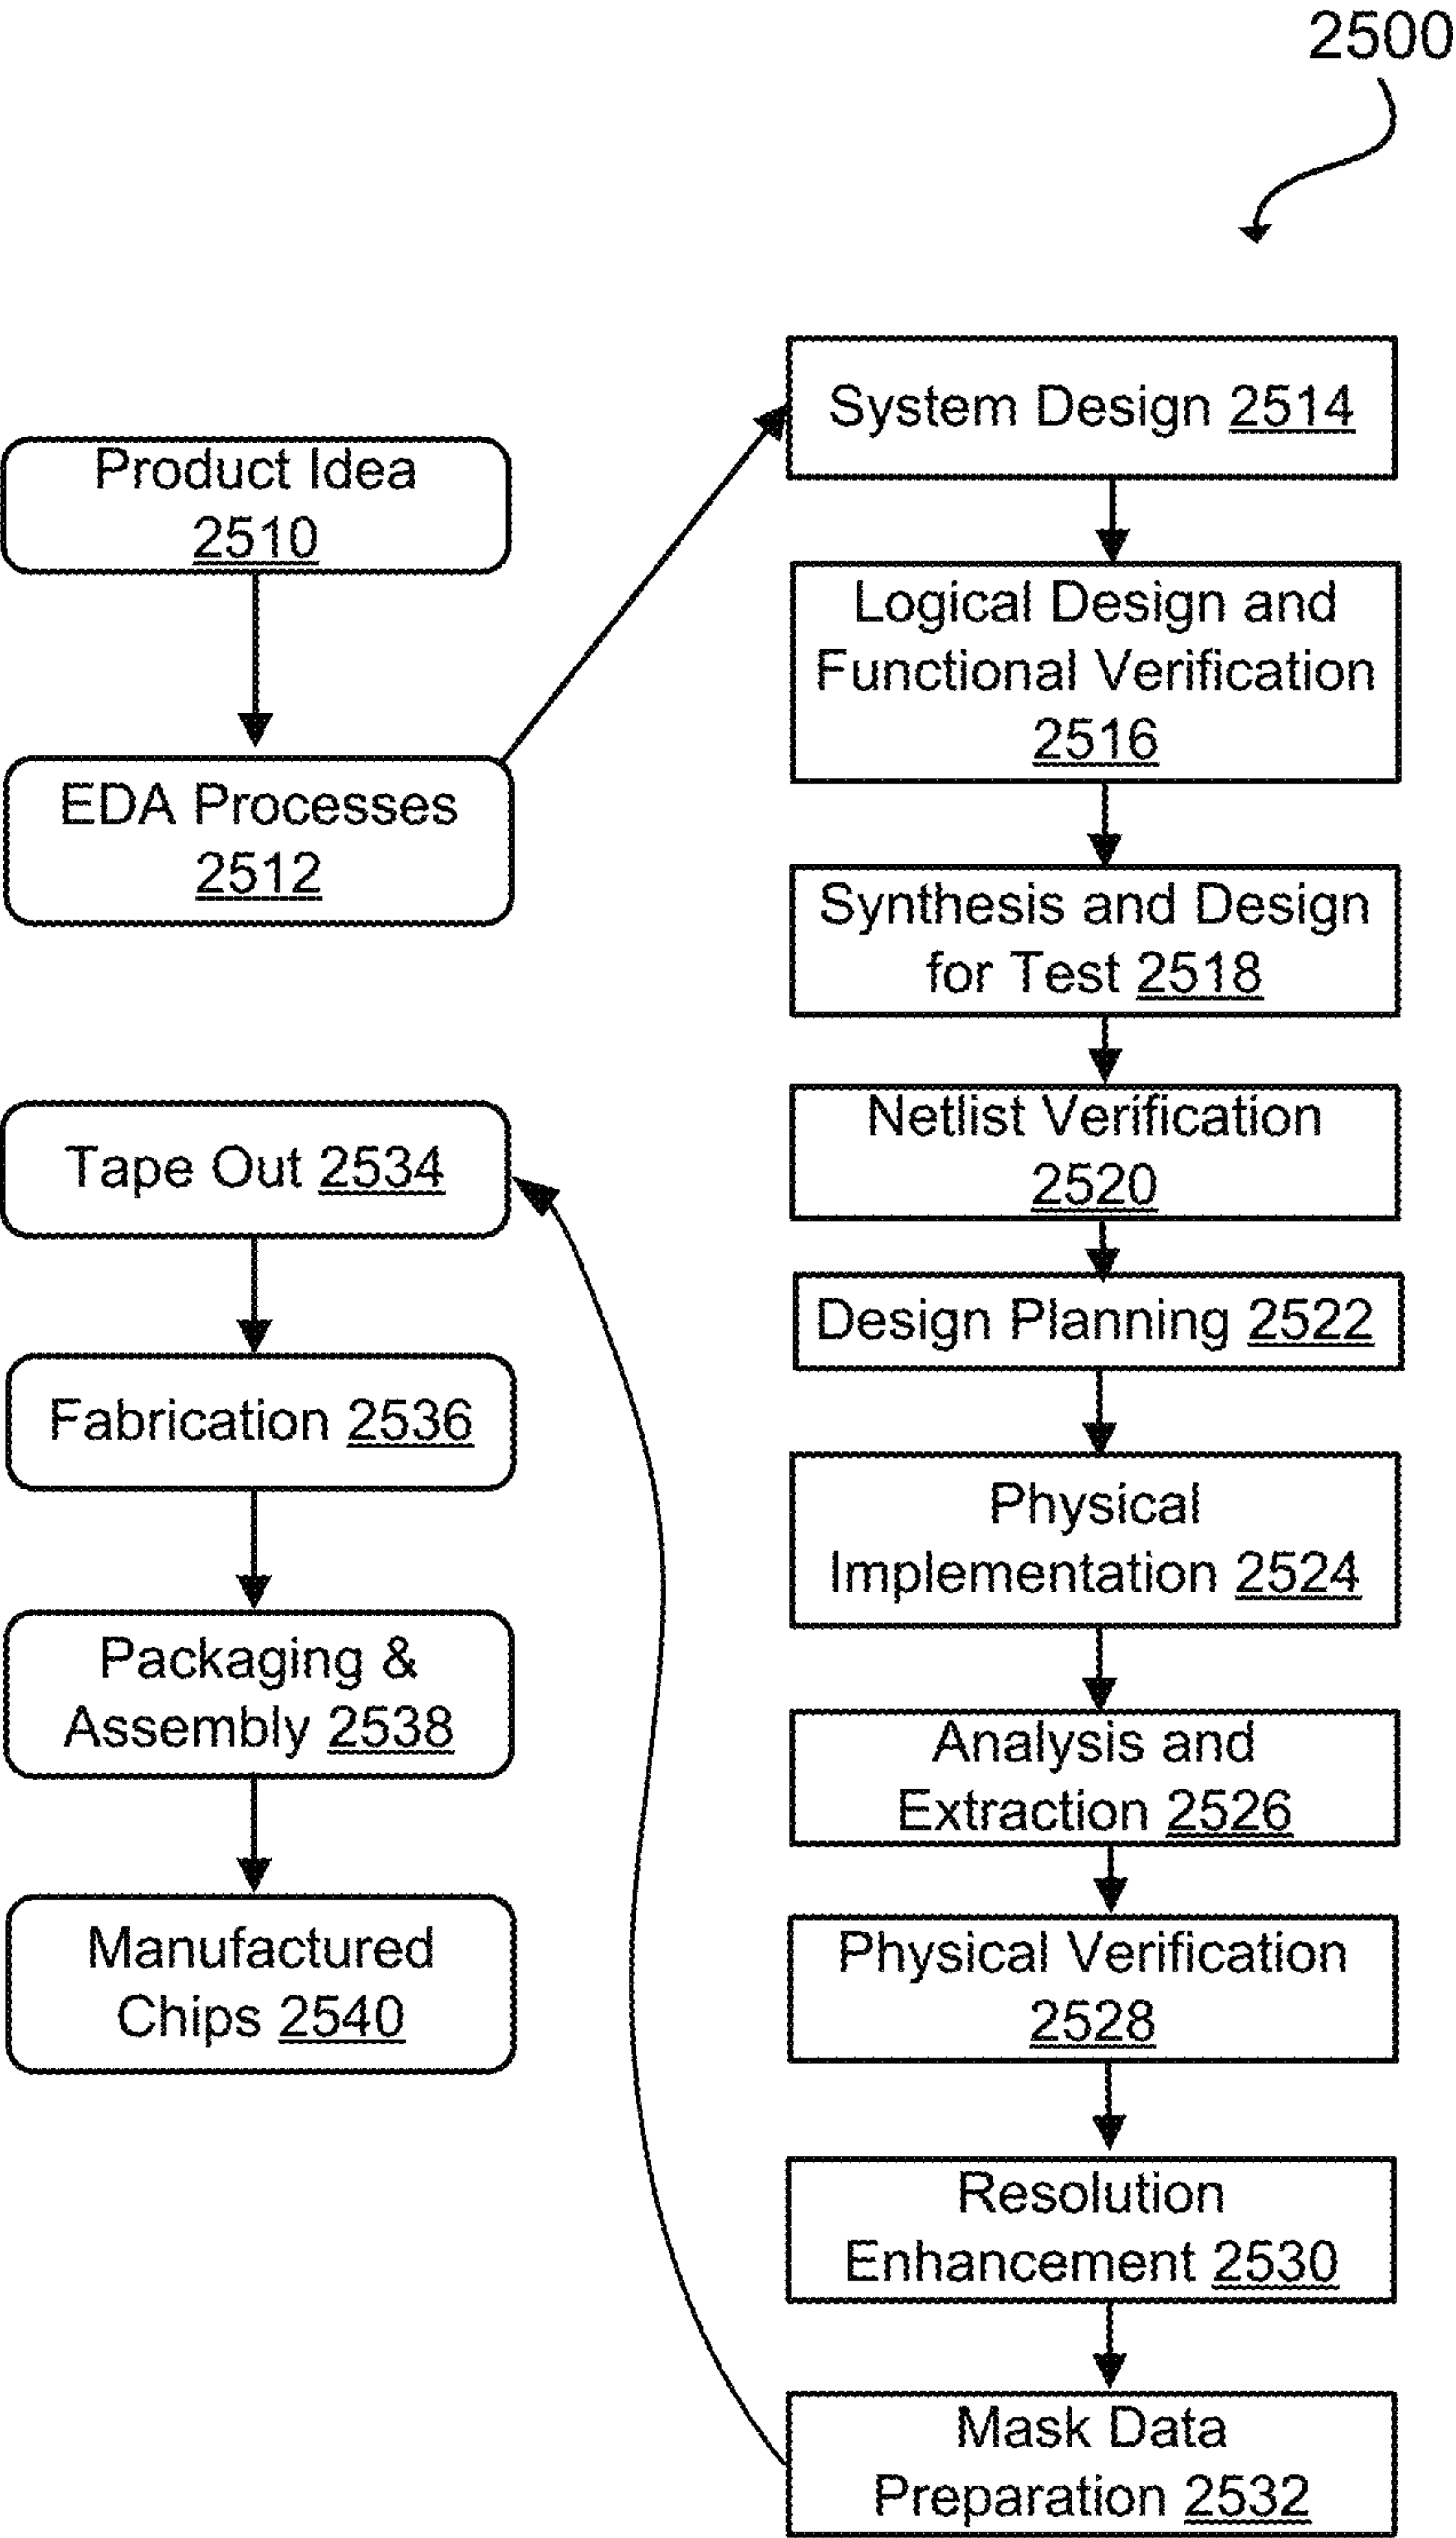 2500
Product Idea
2510
EDA Processes
2512
System Design 2514
Logical Design and
Functional Verification
2516
Synthesis and Design
for Test 2518
Netlist Verification
2520
Design Planning 2522
Physical
Implementation 2524
Analysis and
Extraction 2526
Physical Verification
2528
Resolution
Enhancement 2530
Mask Data
Preparation 2532
Tape Out 2534
Fabrication 2536
Packaging &
Assembly 2538
Manufactured
Chips 2540